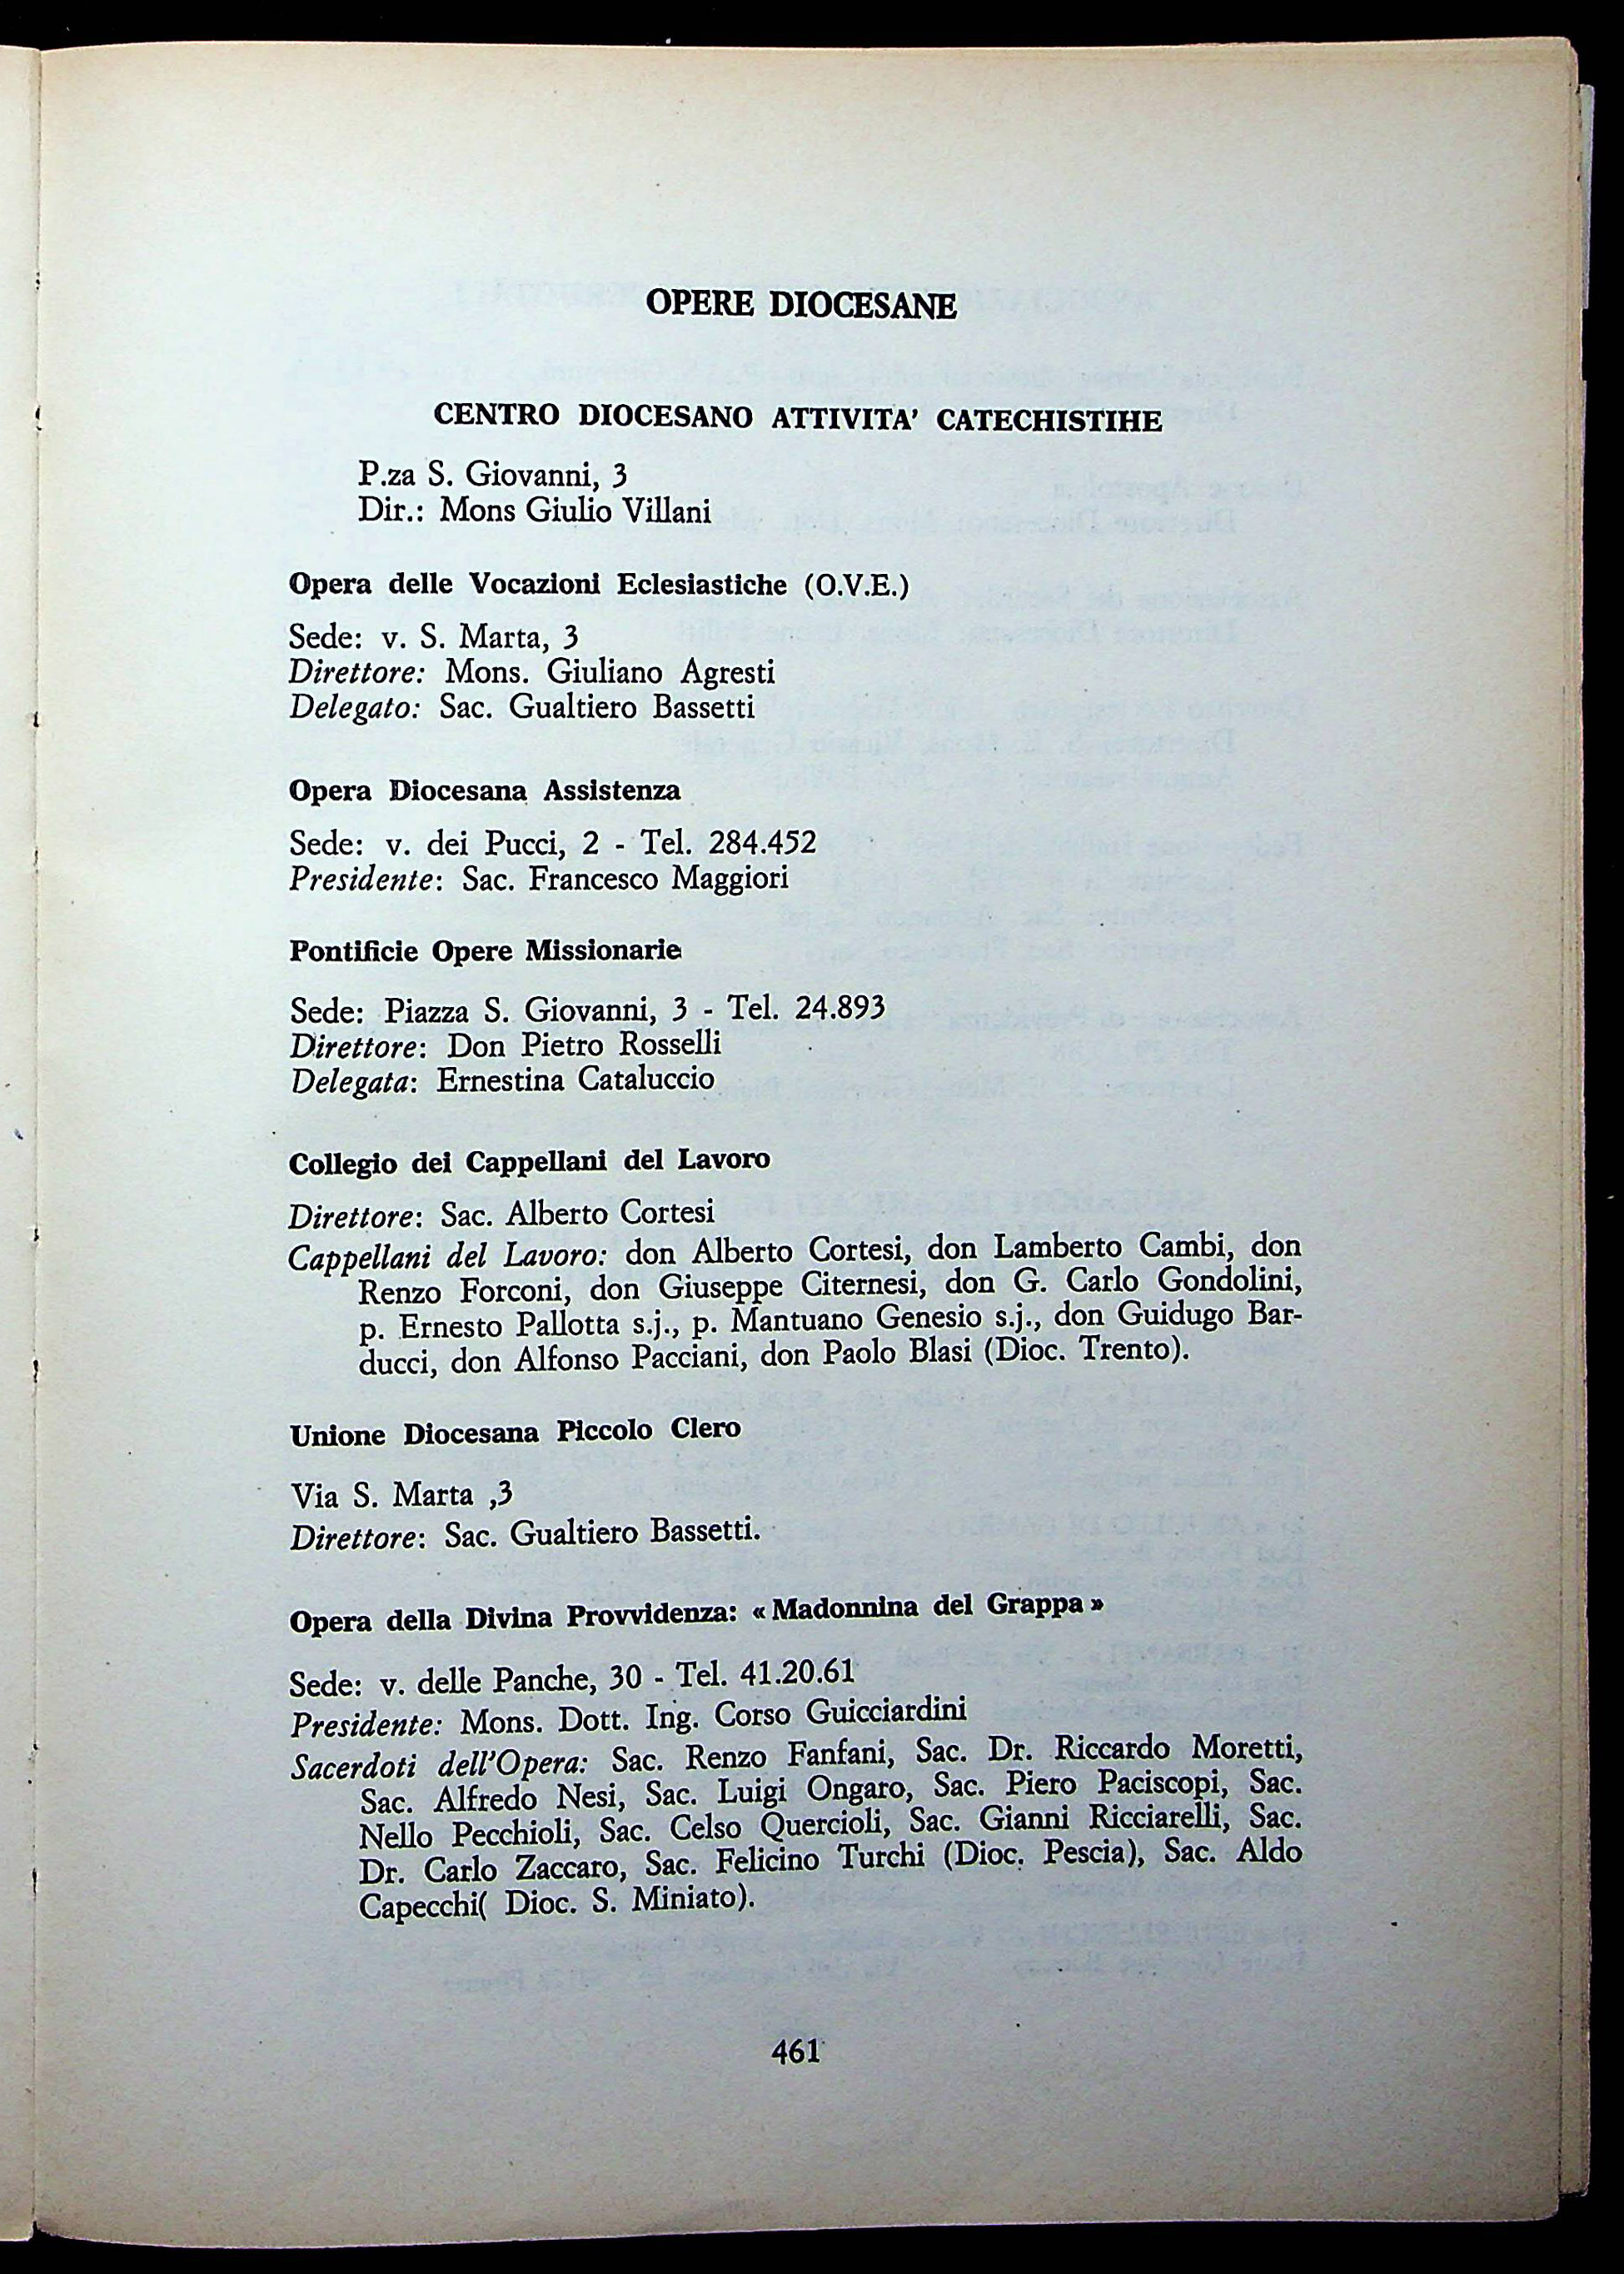 OPERE DIOCESANE
CENTRO DIOCESANO ATTIVITA' CATECHISTIHE
P.za S. Giovanni, 3
Dir.: Mons Giulio Villani
Opera delle Vocazioni Eclesiastiche (O.V.E.)
Sede: v. S. Marta, 3
Direttore: Mons. Giuliano Agresti
Delegato: Sac. Gualtiero Bassetti
Opera Diocesana Assistenza
Sede: v. dei Pucci, 2 - Tel. 284.452
Presidente: Sac. Francesco Maggiori
Pontificie Opere Missionarie
Sede: Piazza S. Giovanni, 3 - Tel. 24.893
Direttore: Don Pietro Rosselli
Delegata: Ernestina Cataluccio
Collegio dei Cappellani del Lavoro
Direttore: Sac. Alberto Cortesi
Cappellani del Lavoro: don Alberto Cortesi, don Lamberto Cambi, don
Renzo Forconi, don Giuseppe Citernesi, don G. Carlo Gondolini,
p. Ernesto Pallotta s.j., p. Mantuano Genesio s.j., don Guidugo Bar-
ducci, don Alfonso Pacciani, don Paolo Blasi (Dioc. Trento).
Unione Diocesana Piccolo Clero
Via S. Marta ,3
Direttore: Sac. Gualtiero Bassetti.
Opera della Divina Provvidenza: «Madonnina del Grappa»
Sede: v. delle Panche, 30 - Tel. 41.20.61
Presidente: Mons. Dott. Ing. Corso Guicciardini
Sacerdoti dell'Opera: Sac. Renzo Fanfani, Sac. Dr. Riccardo Moretti,
Sac. Alfredo Nesi, Sac. Luigi Ongaro, Sac. Piero Paciscopi, Sac.
Nello Pecchioli, Sac. Celso Quercioli, Sac. Gianni Ricciarelli, Sac.
Dr. Carlo Zaccaro, Sac. Felicino Turchi (Dioc. Pescia), Sac. Aldo
Capecchi( Dioc. S. Miniato).
461